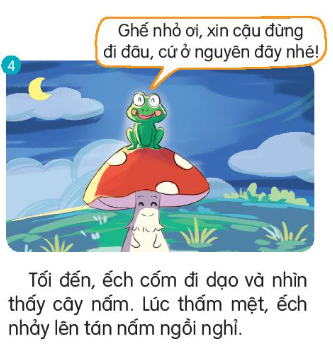 Ghế nhỏ ơi, xin cậu đừng
đi đâu, cứ ở nguyên đây nhé!
4
Tối đến, ếch cốm đi dạo và nhìn
thấy cây nấm. Lúc thấm mệt, ếch
nhảy lên tán nấm ngồi nghỉ.